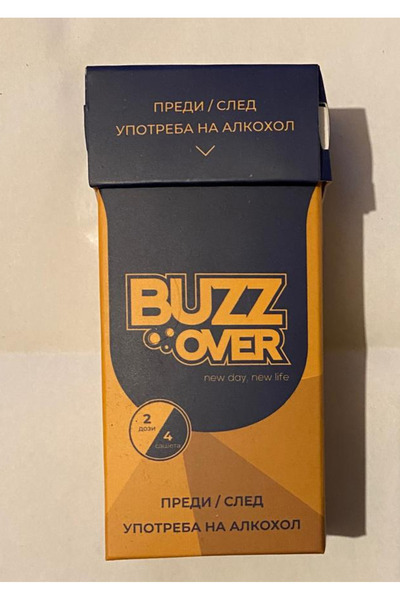 ПРЕДИ / СЛЕД
УПОТРЕБА НА АЛКОХОЛ
BUZZ
OVER
new day, new life
2
дози
4
сашета
ПРЕДИ / СЛЕД
УПОТРЕБА НА АЛКОХОЛ